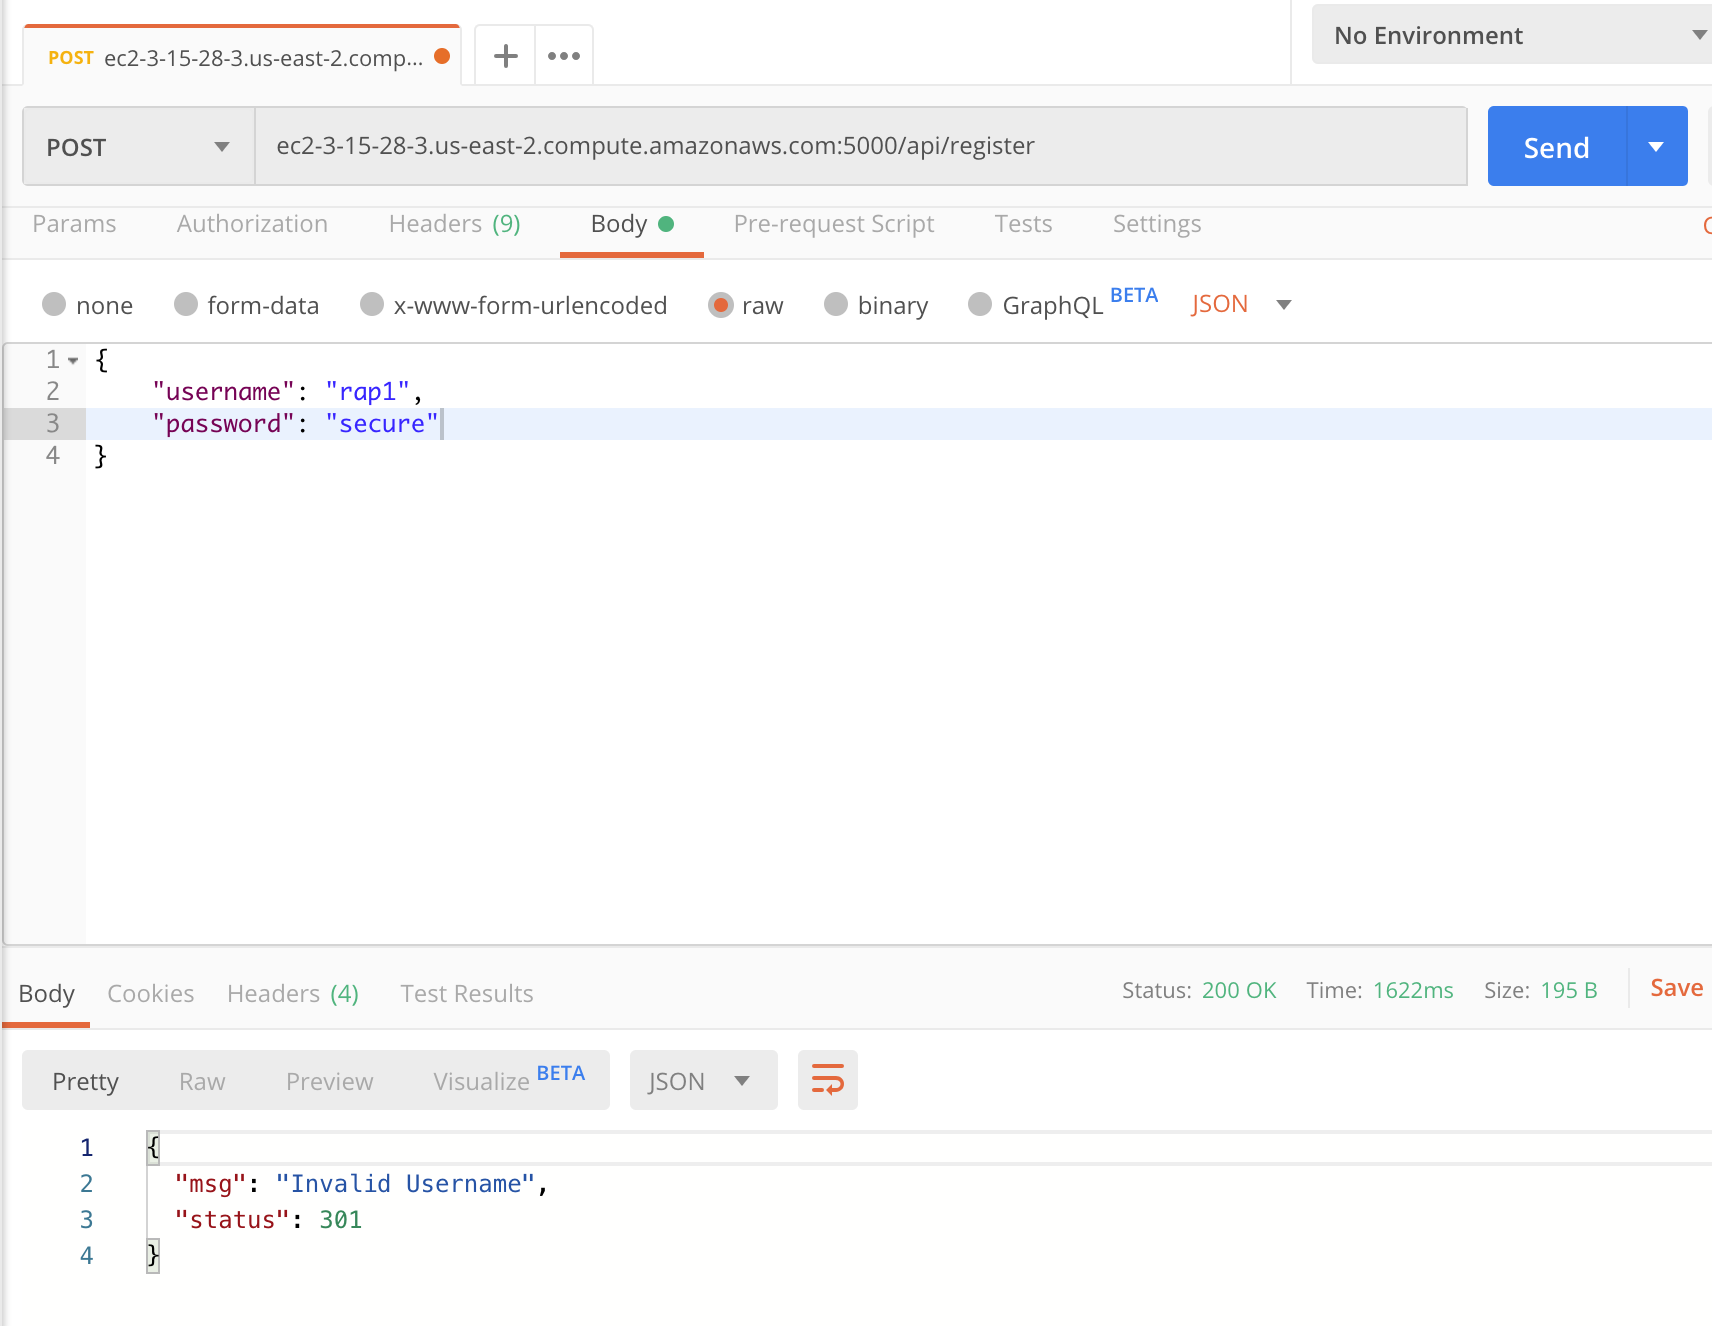 POST ec2-3-15-28-3.us-east-2.comp...
No Environment
POST ec2-3-15-28-3.us-east-2.compute.amazonaws.com:5000/api/register Send
Params Authorization Headers (9) Body Pre-request Script Tests Settings
none form-data x-www-form-urlencoded raw binary GraphQL BETA JSON
1 {
2 "username": "rap1",
3 "password": "secure"
4 }
Body Cookies Headers (4) Test Results Status: 200 OK Time: 1622ms Size: 195 B Save
Pretty Raw Preview Visualize BETA JSON
1 {
2 "msg": "Invalid Username",
3 "status": 301
4 }